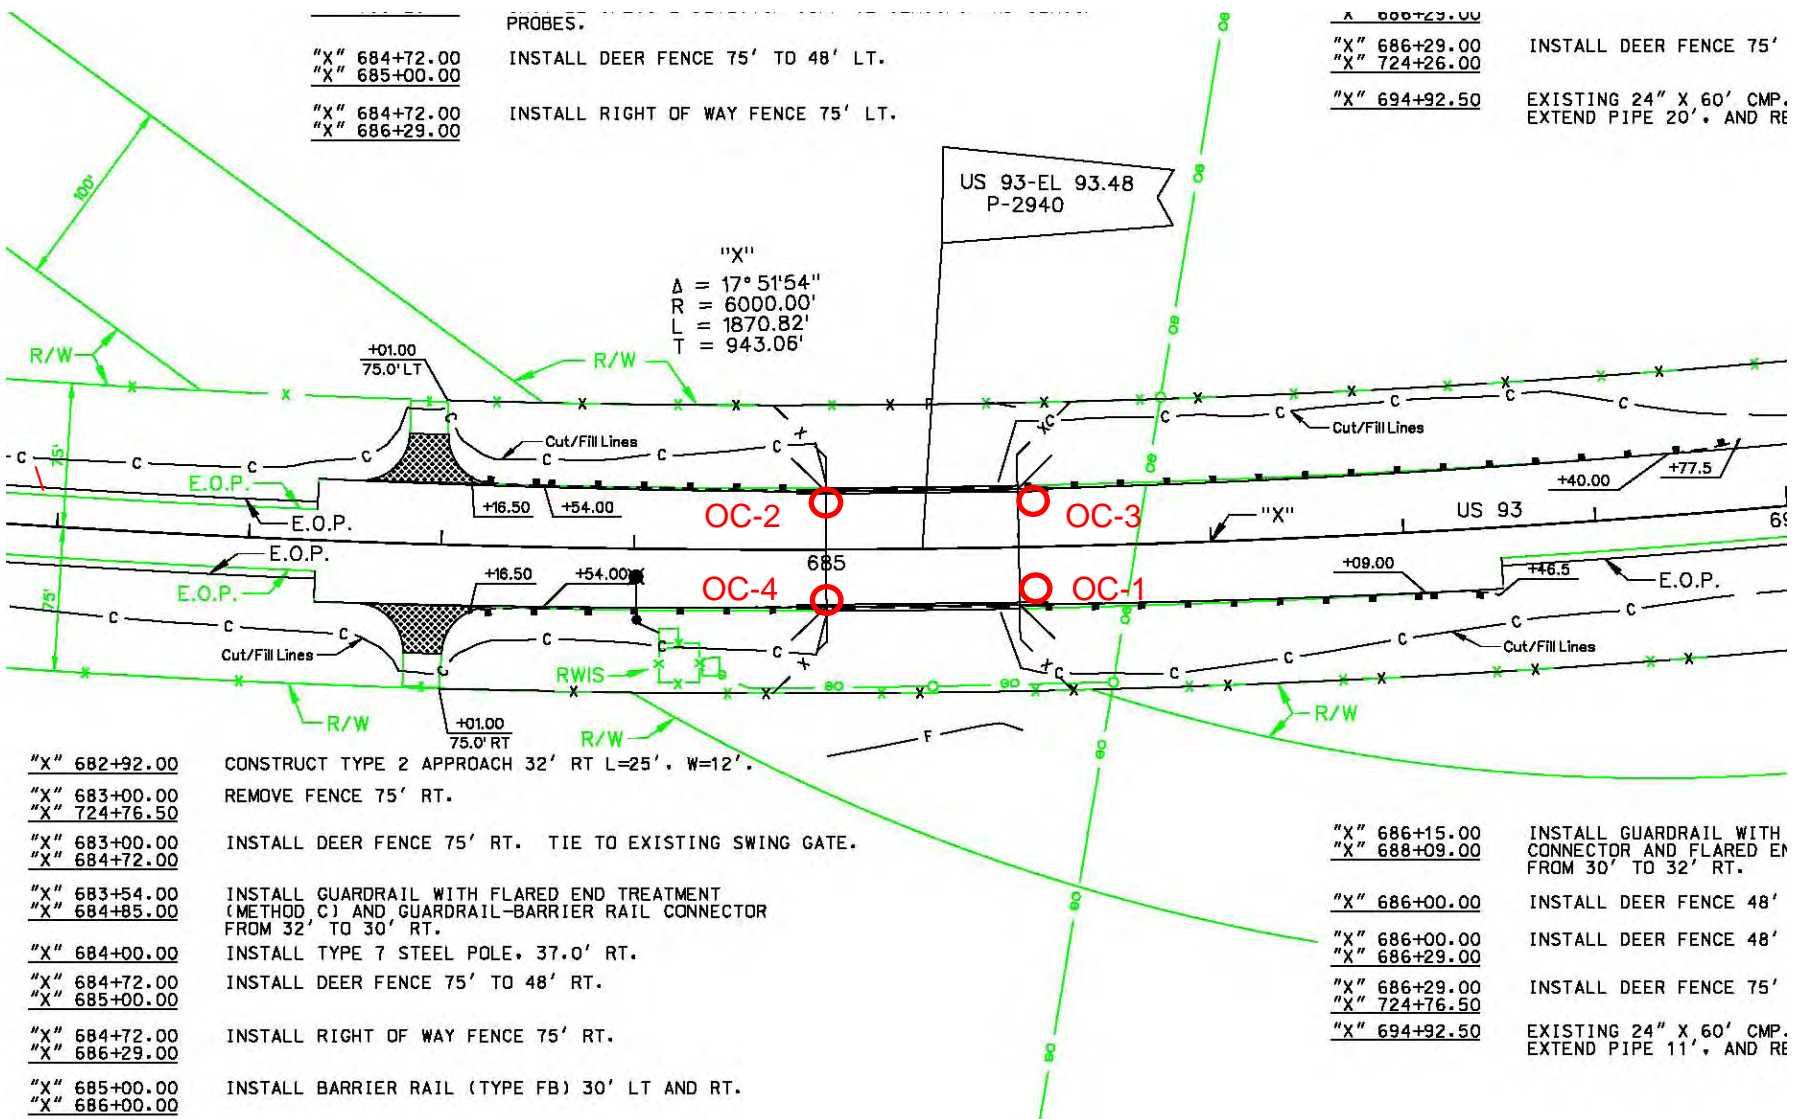 PROBES.
"X" 684+72.00 INSTALL DEER FENCE 75' TO 48' LT.
"X" 685+00.00
"X" 684+72.00 INSTALL RIGHT OF WAY FENCE 75' LT.
"X" 686+29.00
"X" 686+29.00
"X" 686+29.00 INSTALL DEER FENCE 75'
"X" 724+26.00
"X" 694+92.50 EXISTING 24" X 60' CMP.
EXTEND PIPE 20', AND RE
100'
US 93-EL 93.48
P-2940
"X"
Δ = 17°51'54"
R = 6000.00'
L = 1870.82'
T = 943.06'
R/W
+01.00
75.0' LT
R/W
Cut/Fill Lines
Cut/Fill Lines
75'
E.O.P.
E.O.P.
+16.50
+54.00
OC-2
OC-3
"X"
US 93
+40.00
+77.5
69
E.O.P.
E.O.P.
75'
+16.50
+54.00
685
OC-4
OC-1
+09.00
+46.5
E.O.P.
Cut/Fill Lines
RWIS
Cut/Fill Lines
R/W
+01.00
75.0' RT
R/W
F
R/W
"X" 682+92.00 CONSTRUCT TYPE 2 APPROACH 32' RT L=25', W=12'.
"X" 683+00.00 REMOVE FENCE 75' RT.
"X" 724+76.50
"X" 683+00.00 INSTALL DEER FENCE 75' RT. TIE TO EXISTING SWING GATE.
"X" 684+72.00
"X" 683+54.00 INSTALL GUARDRAIL WITH FLARED END TREATMENT
"X" 684+85.00 (METHOD C) AND GUARDRAIL-BARRIER RAIL CONNECTOR
FROM 32' TO 30' RT.
"X" 684+00.00 INSTALL TYPE 7 STEEL POLE, 37.0' RT.
"X" 684+72.00 INSTALL DEER FENCE 75' TO 48' RT.
"X" 685+00.00
"X" 684+72.00 INSTALL RIGHT OF WAY FENCE 75' RT.
"X" 686+29.00
"X" 685+00.00 INSTALL BARRIER RAIL (TYPE FB) 30' LT AND RT.
"X" 686+00.00
"X" 686+15.00 INSTALL GUARDRAIL WITH
"X" 688+09.00 CONNECTOR AND FLARED EN
FROM 30' TO 32' RT.
"X" 686+00.00 INSTALL DEER FENCE 48'
"X" 686+00.00 INSTALL DEER FENCE 48'
"X" 686+29.00
"X" 686+29.00 INSTALL DEER FENCE 75'
"X" 724+76.50
"X" 694+92.50 EXISTING 24" X 60' CMP.
EXTEND PIPE 11', AND RE